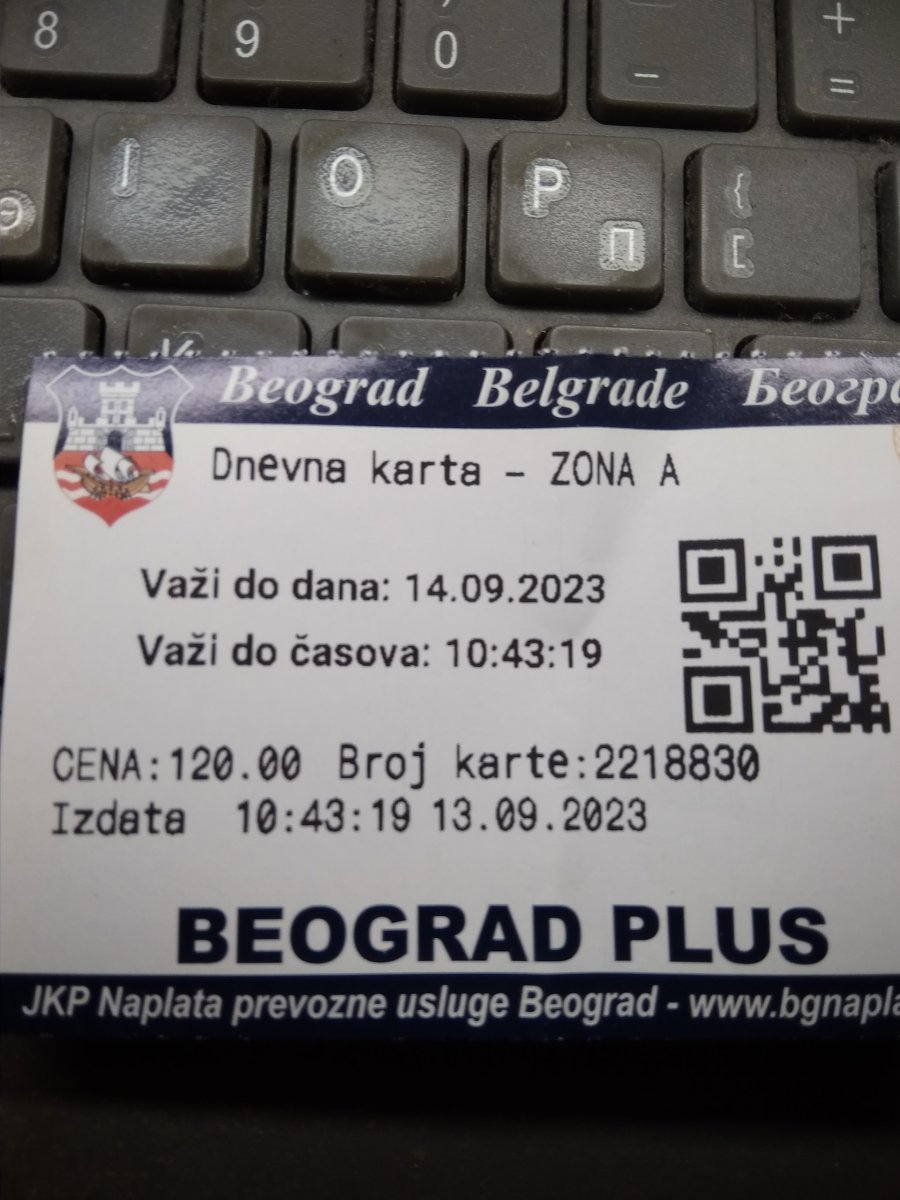 8 9 0 - + =
I O P П { [
Beograd Belgrade Београ
Dnevna karta - ZONA A
Važi do dana: 14.09.2023
Važi do časova: 10:43:19
CENA:120.00 Broj karte:2218830
Izdata 10:43:19 13.09.2023
BEOGRAD PLUS
JKP Naplata prevozne usluge Beograd - www.bgnapla